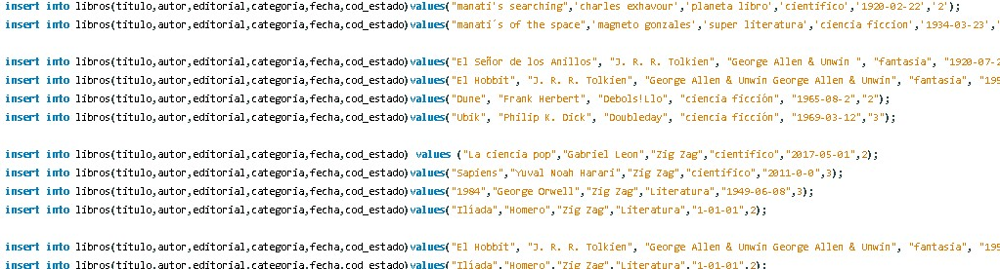 insert into libros(titulo,autor,editorial,categoria,fecha,cod_estado)values("manati's searching",'charles exhavour','planeta libro','cientifico','1920-02-22','2');
insert into libros(titulo,autor,editorial,categoria,fecha,cod_estado)values("manati´s of the space",'magneto gonzales','super literatura','ciencia ficcion','1934-03-23','
insert into libros(titulo,autor,editorial,categoria,fecha,cod_estado)values("El Señor de los Anillos", "J. R. R. Tolkien", "George Allen & Unwin ", "fantasia", "1920-07-2
insert into libros(titulo,autor,editorial,categoria,fecha,cod_estado)values("El Hobbit", "J. R. R. Tolkien", "George Allen & Unwin George Allen & Unwin", "fantasia", "195
insert into libros(titulo,autor,editorial,categoria,fecha,cod_estado)values("Dune", "Frank Herbert", "Debols!Llo", "ciencia ficción", "1965-08-2","2");
insert into libros(titulo,autor,editorial,categoria,fecha,cod_estado)values("Ubik", "Philip K. Dick", "Doubleday", "ciencia ficción", "1969-03-12","3");
insert into libros(titulo,autor,editorial,categoria,fecha,cod_estado) values ("La ciencia pop","Gabriel Leon","Zig Zag","cientifico","2017-05-01",2);
insert into libros(titulo,autor,editorial,categoria,fecha,cod_estado)values("Sapiens","Yuval Noah Harari","Zig Zag","cientifico","2011-0-0",3);
insert into libros(titulo,autor,editorial,categoria,fecha,cod_estado)values("1984","George Orwell","Zig Zag","Literatura","1949-06-08",3);
insert into libros(titulo,autor,editorial,categoria,fecha,cod_estado)values("Iliada","Homero","Zig Zag","Literatura","1-01-01",2);
insert into libros(titulo,autor,editorial,categoria,fecha,cod_estado)values("El Hobbit", "J. R. R. Tolkien", "George Allen & Unwin George Allen & Unwin", "fantasia", "195
insert into libros(titulo,autor,editorial,categoria,fecha,cod_estado)values("Iliada","Homero","Zig Zag","Literatura","1-01-01",2);